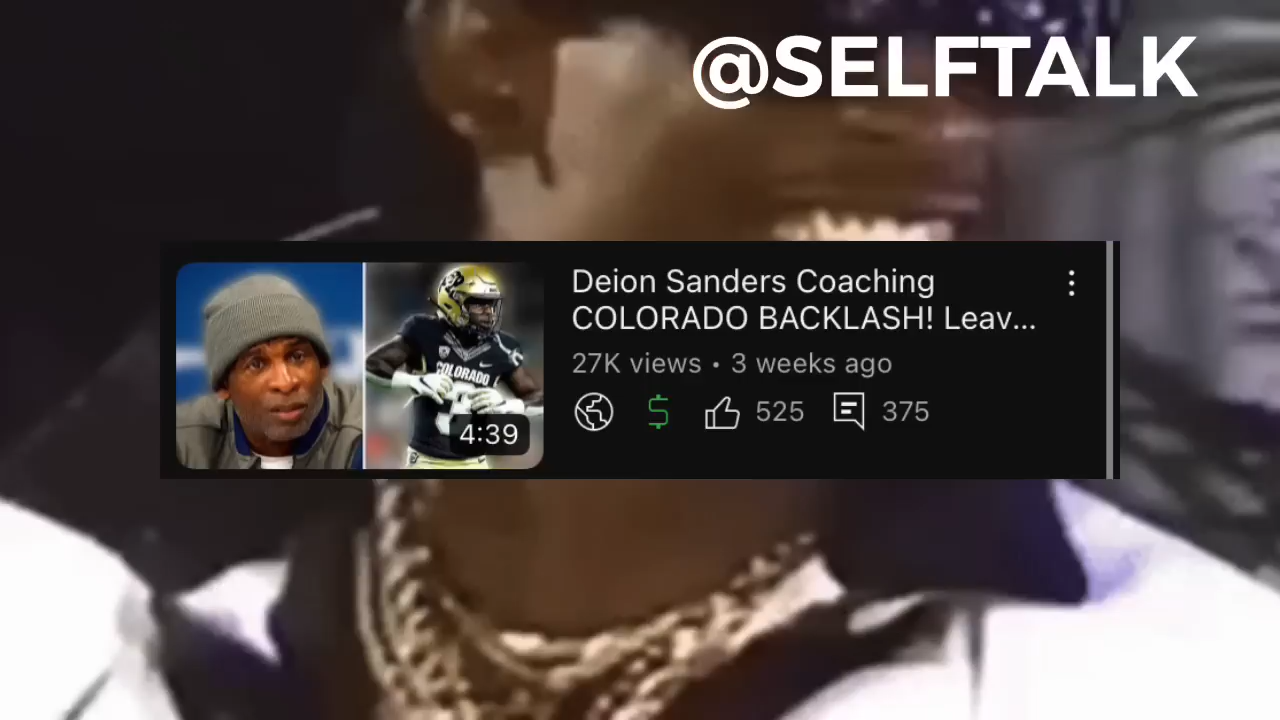 @SELFTALK
Deion Sanders Coaching
COLORADO BACKLASH! Leav...
27K views • 3 weeks ago
525 375
4:39
COLORADO